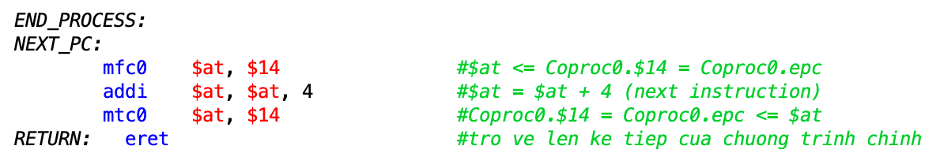 END_PROCESS:
NEXT_PC:
mfc0 $at, $14 #$at <= Coproc0.$14 = Coproc0.epc
addi $at, $at, 4 #$at = $at + 4 (next instruction)
mtc0 $at, $14 #Coproc0.$14 = Coproc0.epc <= $at
RETURN: eret #tro ve len ke tiep cua chuong trinh chinh